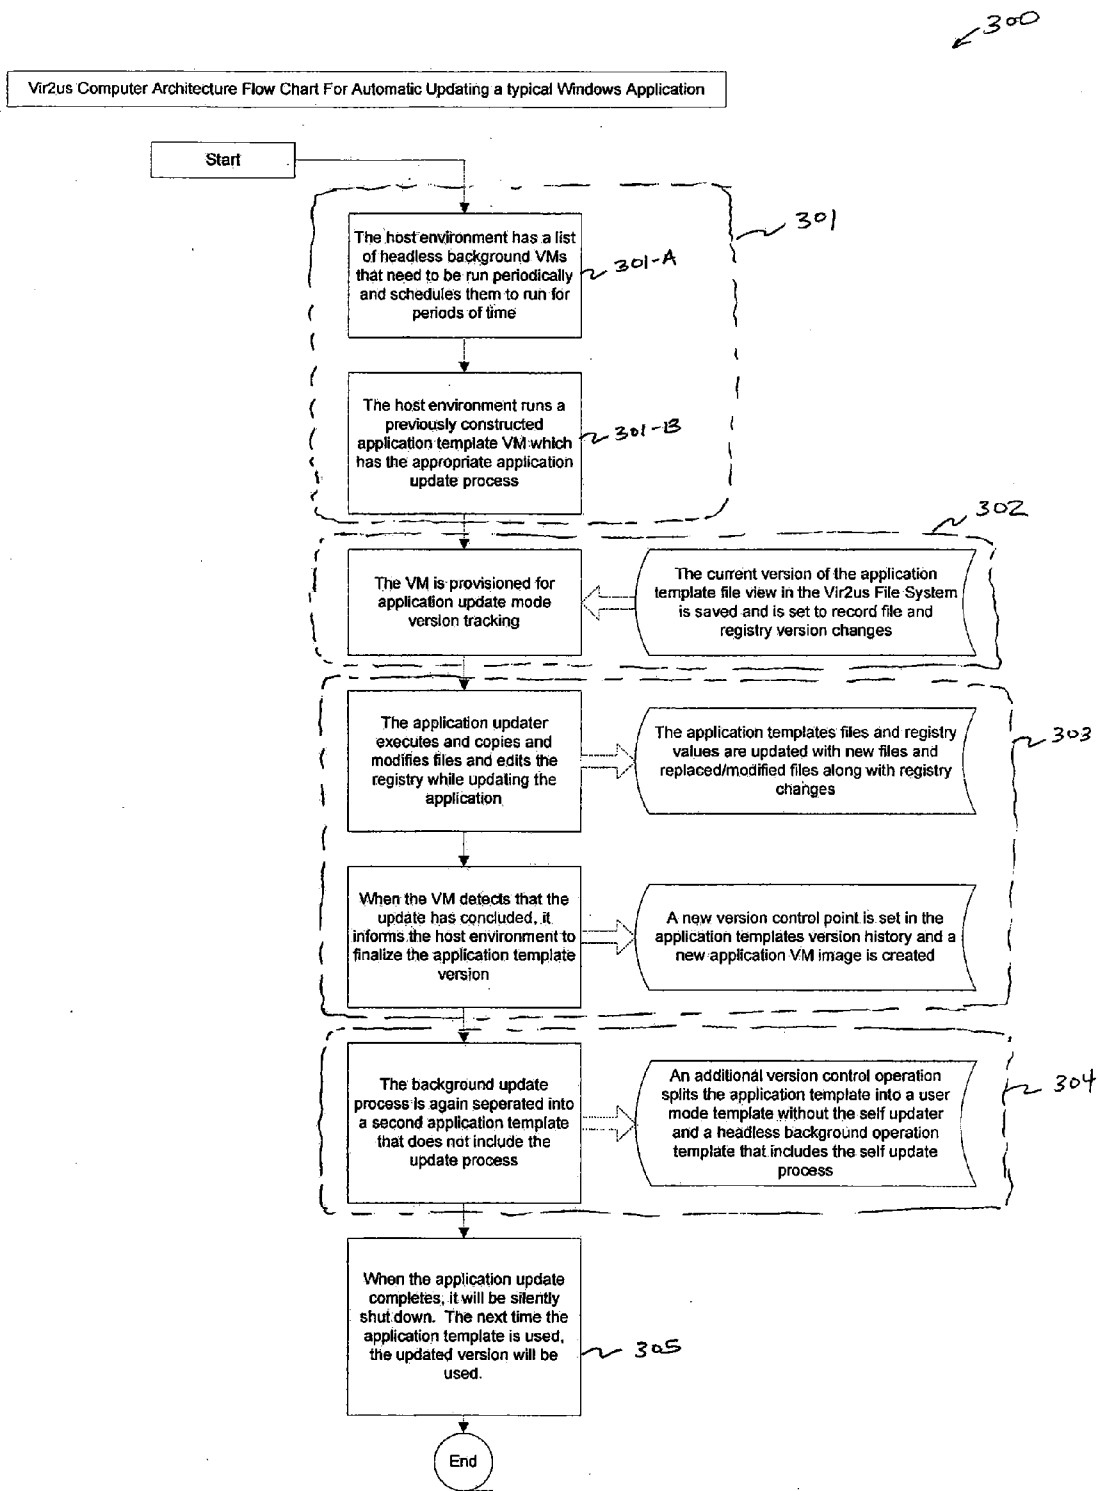 300
Vir2us Computer Architecture Flow Chart For Automatic Updating a typical Windows Application
Start
301
The host environment has a list
of headless background VMs
that need to be run periodically
and schedules them to run for
periods of time
301-A
The host environment runs a
previously constructed
application template VM which
has the appropriate application
update process
301-B
302
The VM is provisioned for
application update mode
version tracking
The current version of the application
template file view in the Vir2us File System
is saved and is set to record file and
registry version changes
303
The application updater
executes and copies and
modifies files and edits the
registry while updating the
application
The application templates files and registry
values are updated with new files and
replaced/modified files along with registry
changes
When the VM detects that the
update has concluded, it
informs the host environment to
finalize the application template
version
A new version control point is set in the
application templates version history and a
new application VM image is created
304
The background update
process is again seperated into
a second application template
that does not include the
update process
An additional version control operation
splits the application template into a user
mode template without the self updater
and a headless background operation
template that includes the self update
process
When the application update
completes, it will be silently
shut down. The next time the
application template is used,
the updated version will be
used.
305
End